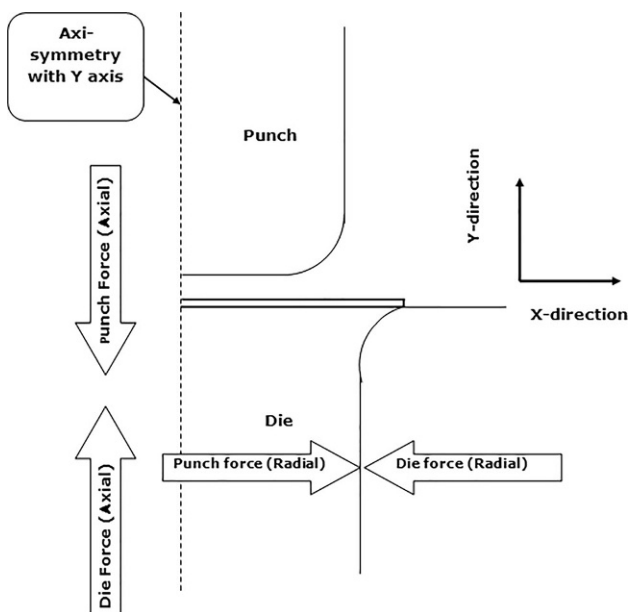 Axi-
symmetry
with Y axis
Punch
Punch Force (Axial)
Y-direction
X-direction
Die
Punch force (Radial)
Die force (Radial)
Die Force (Axial)